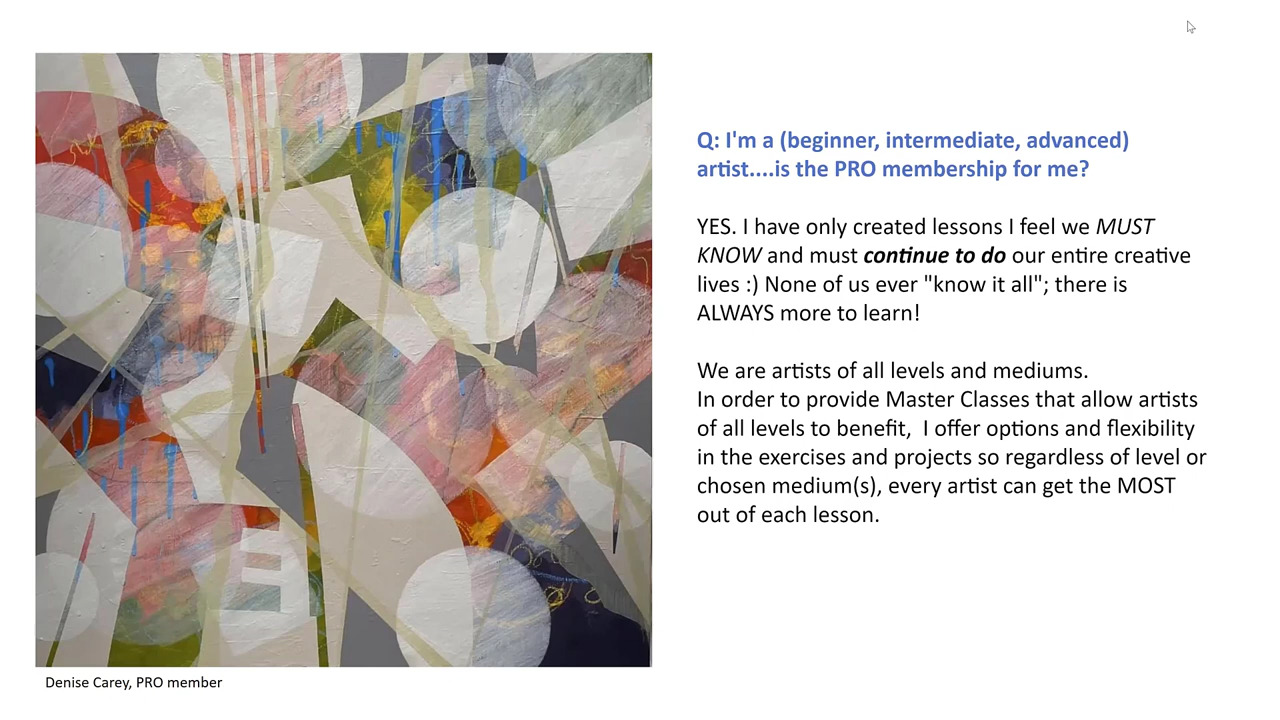 Q: I'm a (beginner, intermediate, advanced)
artist....is the PRO membership for me?
YES. I have only created lessons I feel we MUST
KNOW and must continue to do our entire creative
lives :) None of us ever "know it all"; there is
ALWAYS more to learn!
We are artists of all levels and mediums.
In order to provide Master Classes that allow artists
of all levels to benefit,  I offer options and flexibility
in the exercises and projects so regardless of level or
chosen medium(s), every artist can get the MOST
out of each lesson.
Denise Carey, PRO member